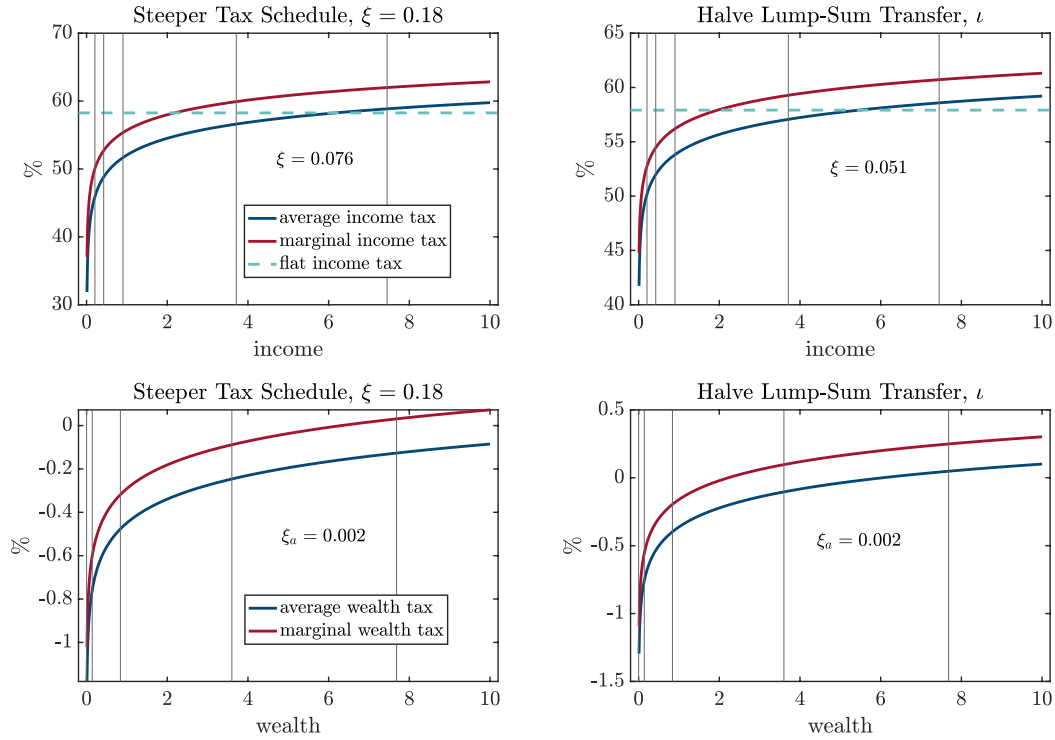 Steeper Tax Schedule, ξ = 0.18
70
60
50
40
30
%
ξ = 0.076
average income tax
marginal income tax
flat income tax
0 2 4 6 8 10
income
Halve Lump-Sum Transfer, ι
65
60
55
50
45
40
%
ξ = 0.051
0 2 4 6 8 10
income
Steeper Tax Schedule, ξ = 0.18
0
-0.2
-0.4
-0.6
-0.8
-1
%
ξₐ = 0.002
average wealth tax
marginal wealth tax
0 2 4 6 8 10
wealth
Halve Lump-Sum Transfer, ι
0.5
0
-0.5
-1
-1.5
%
ξₐ = 0.002
0 2 4 6 8 10
wealth